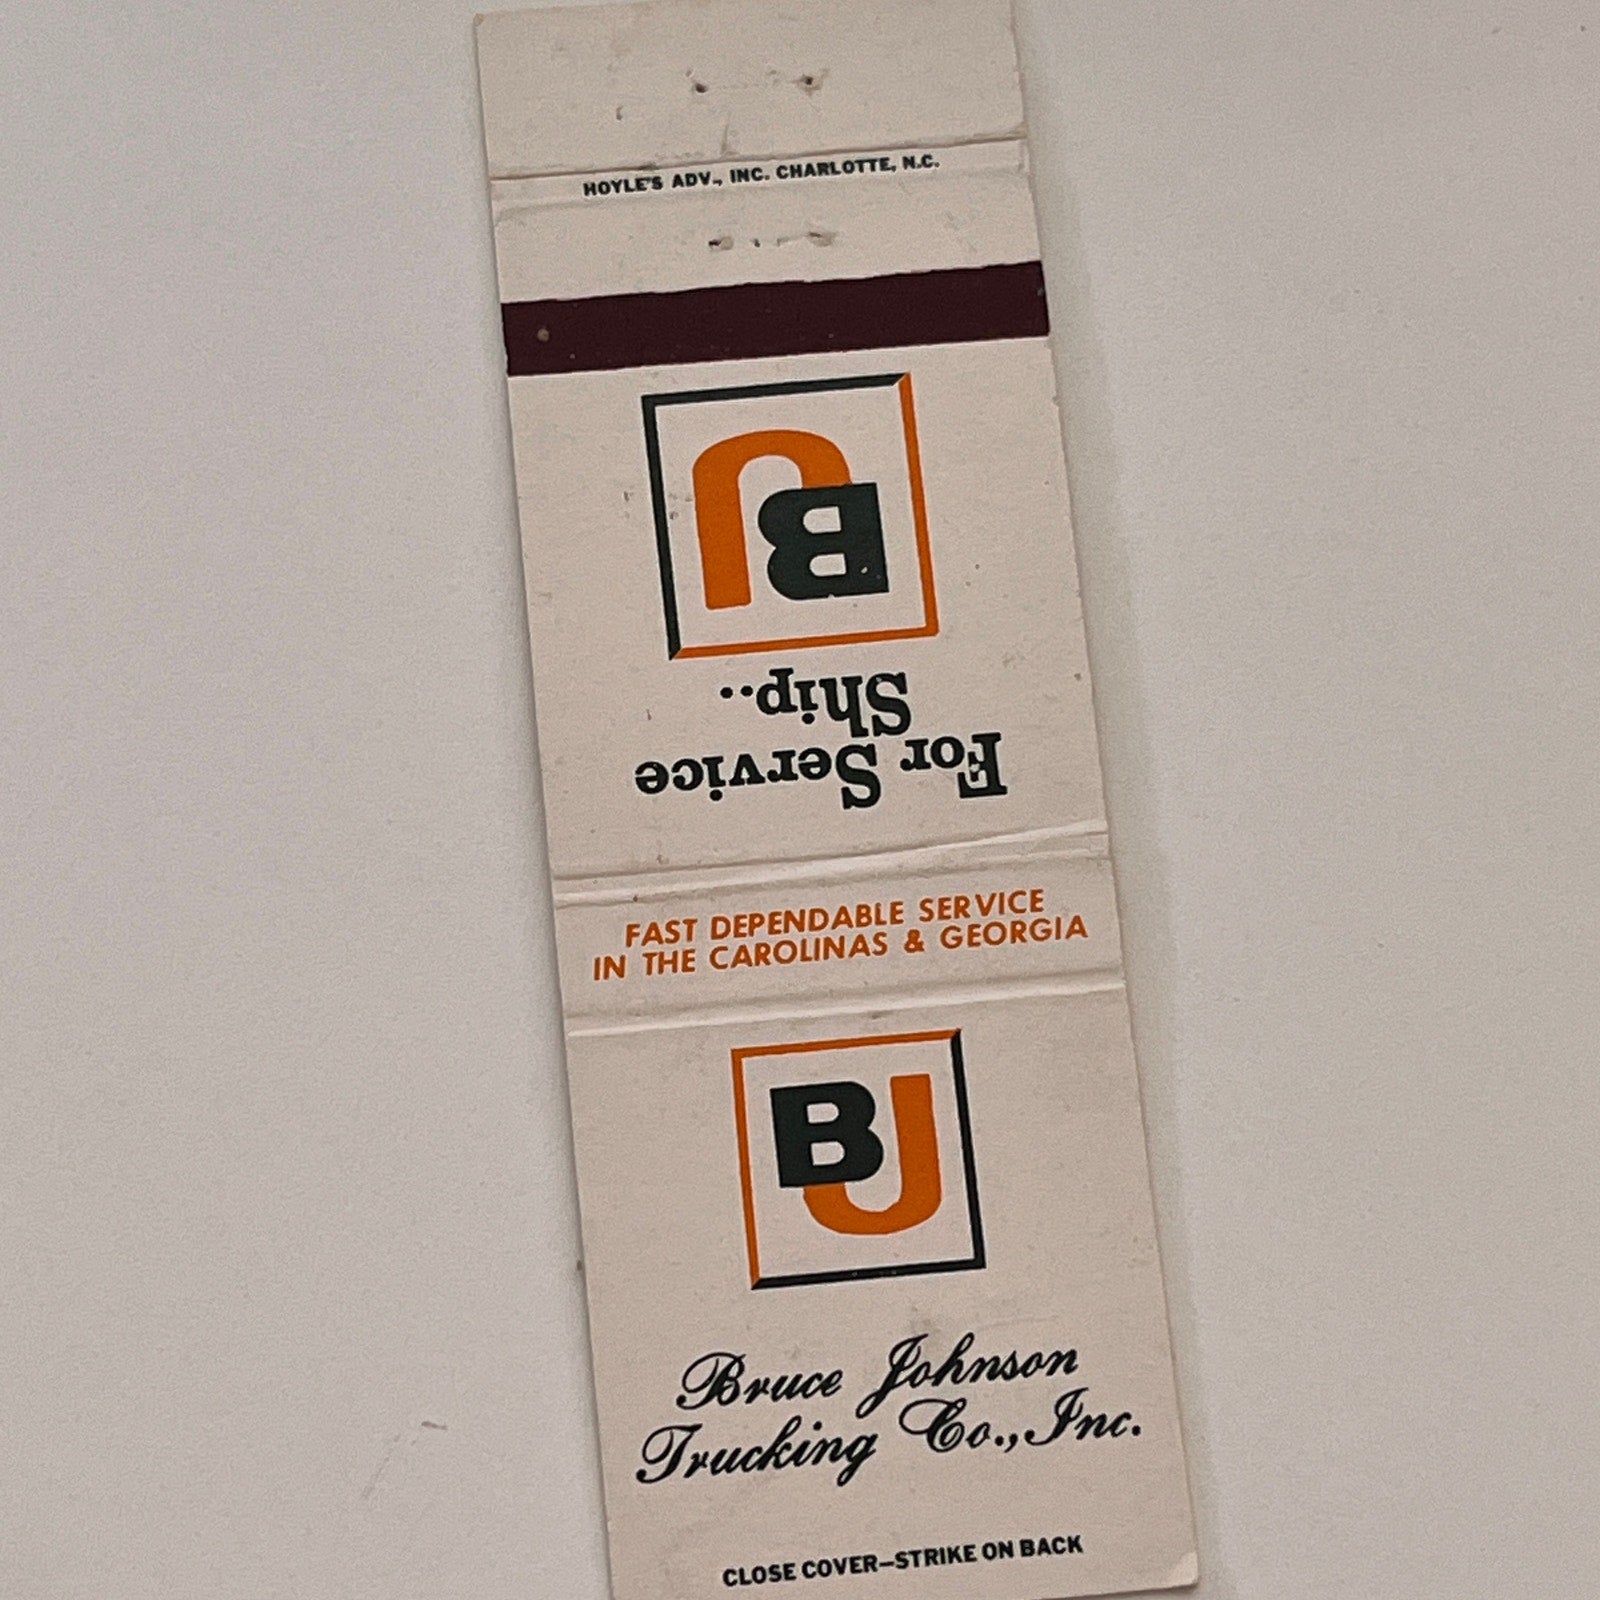 HOYLE'S ADV., INC. CHARLOTTE, N.C.
For Service
Ship..
BJ
FAST DEPENDABLE SERVICE
IN THE CAROLINAS & GEORGIA
BJ
Bruce Johnson
Trucking Co., Inc.
CLOSE COVER—STRIKE ON BACK